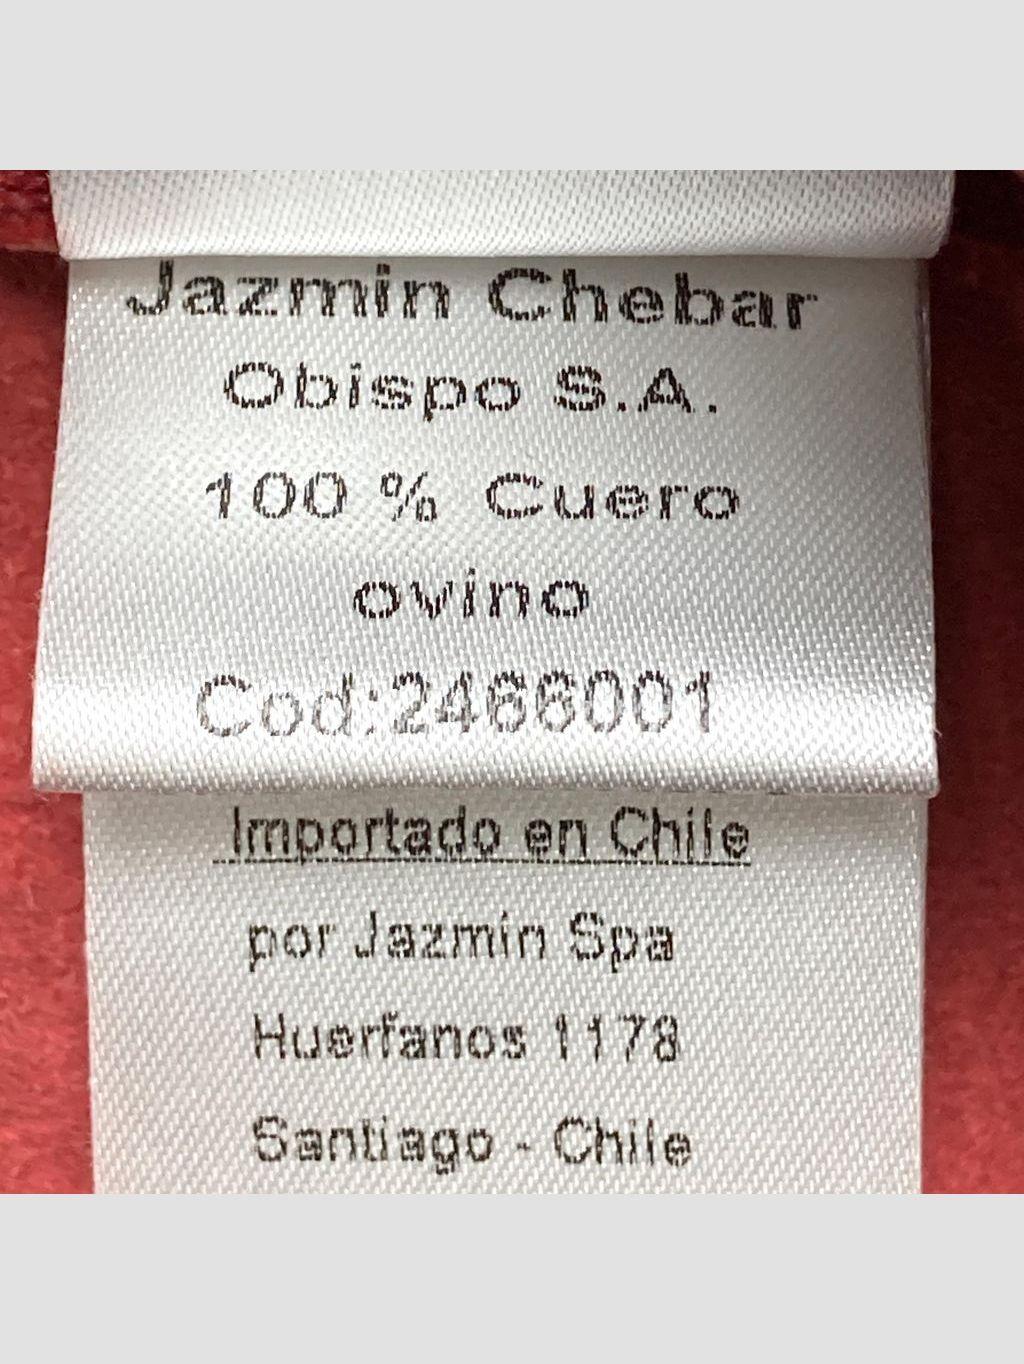 Jazmin Chebar
Obispo S.A.
100 % Cuero
ovino
Cod:2466001
Importado en Chile
por Jazmin Spa
Huerfanos 1178
Santiago - Chile